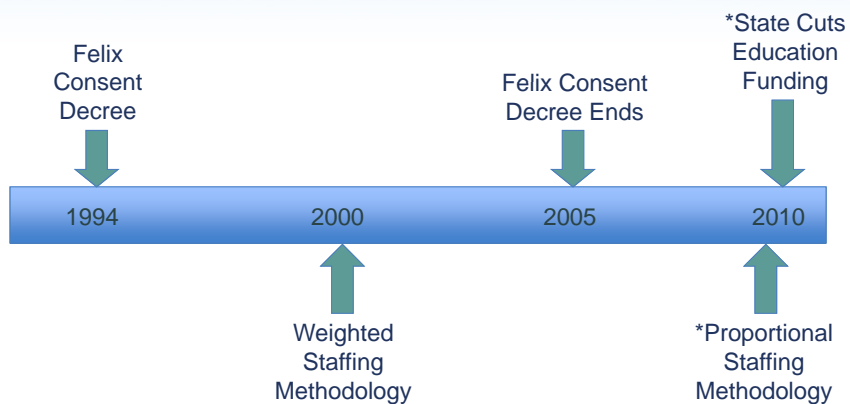 Felix
Consent
Decree
Felix Consent
Decree Ends
*State Cuts
Education
Funding
1994
2000
2005
2010
Weighted
Staffing
Methodology
*Proportional
Staffing
Methodology